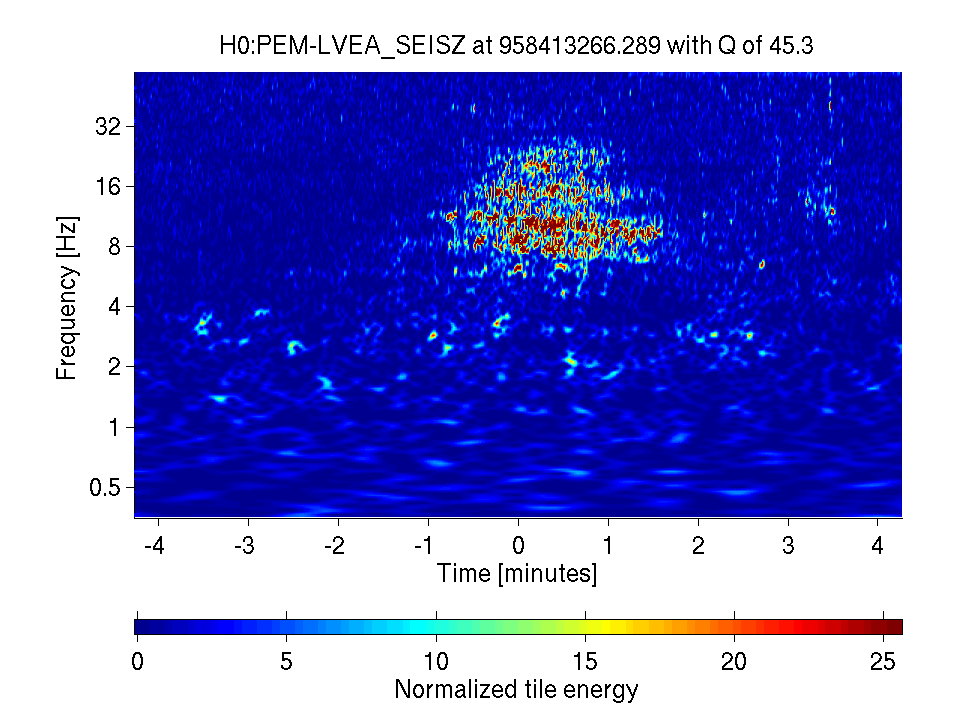 H0:PEM-LVEA_SEISZ at 958413266.289 with Q of 45.3
32
16
8
4
2
1
0.5
Frequency [Hz]
-4 -3 -2 -1 0 1 2 3 4
Time [minutes]
0 5 10 15 20 25
Normalized tile energy